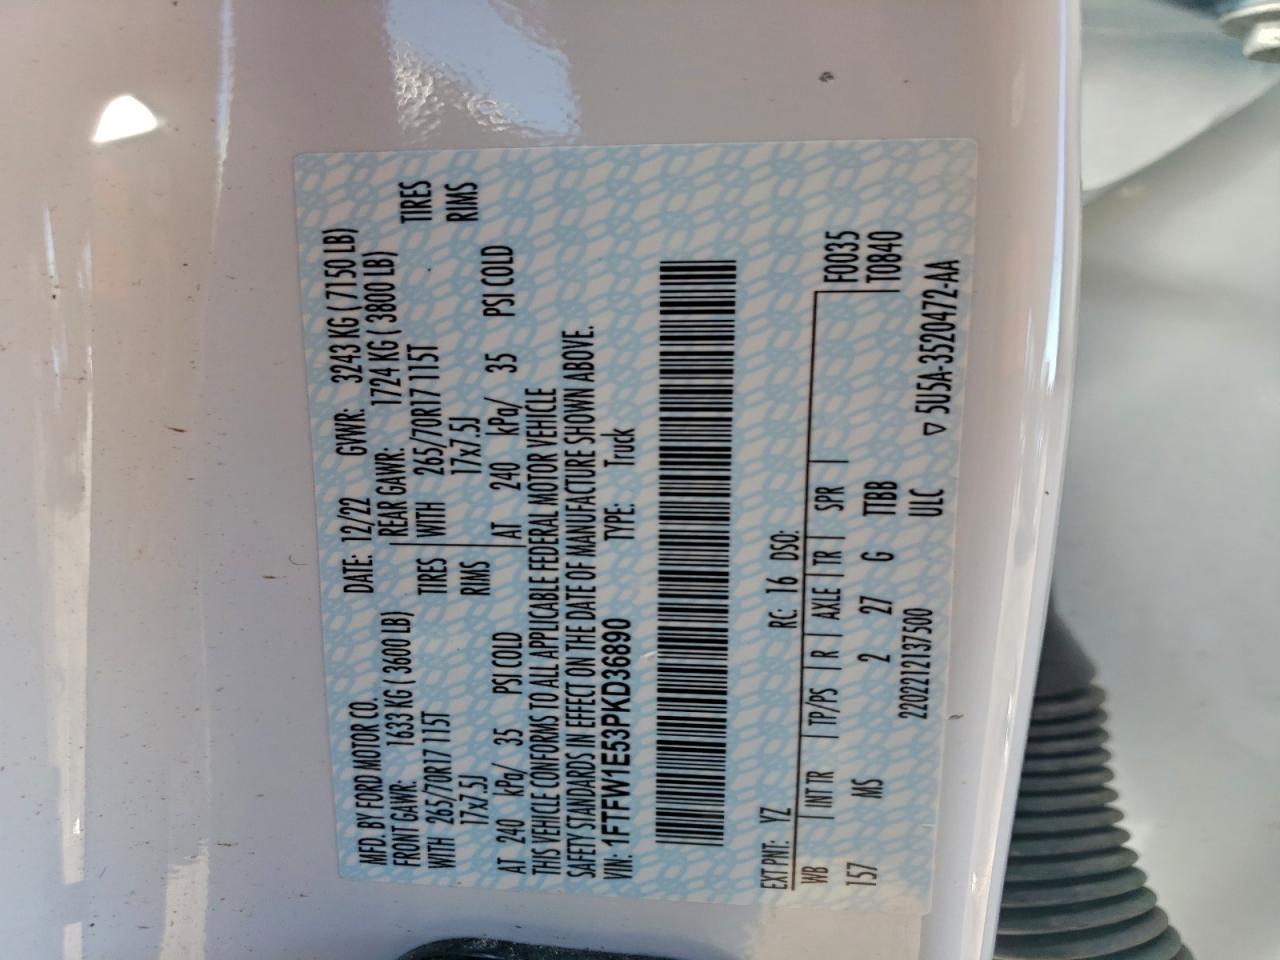 MFD. BY FORD MOTOR CO.
DATE: 12/22 GVWR: 3243 KG ( 7150 LB)
FRONT GAWR: 1633 KG ( 3600 LB)
REAR GAWR: 1724 KG ( 3800 LB)
WITH 265/70R17 115T TIRES
WITH 265/70R17 115T TIRES
17x7.5J RIMS
17x7.5J RIMS
AT 240 kPa/ 35 PSI COLD
AT 240 kPa/ 35 PSI COLD
THIS VEHICLE CONFORMS TO ALL APPLICABLE FEDERAL MOTOR VEHICLE
SAFETY STANDARDS IN EFFECT ON THE DATE OF MANUFACTURE SHOWN ABOVE.
VIN: 1FTFW1E53PKD36890 TYPE: Truck
EXT PNT: YZ RC: 16 DSO:
F0035
WB INT TR TP/PS R AXLE TR SPR T0840
157 MS 2 27 G TTBB
2202212137500 ULC ▽ 5U5A-3520472-AA